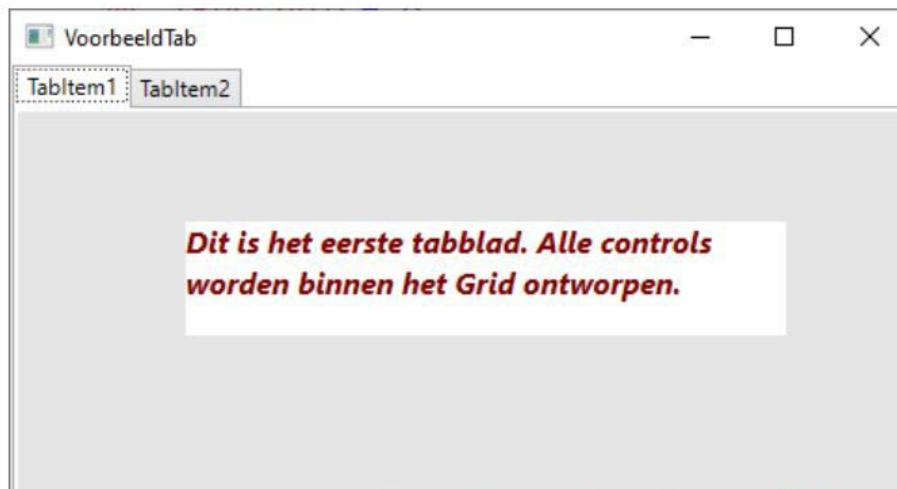 VoorbeeldTab
TabItem1 TabItem2
Dit is het eerste tabblad. Alle controls
worden binnen het Grid ontworpen.